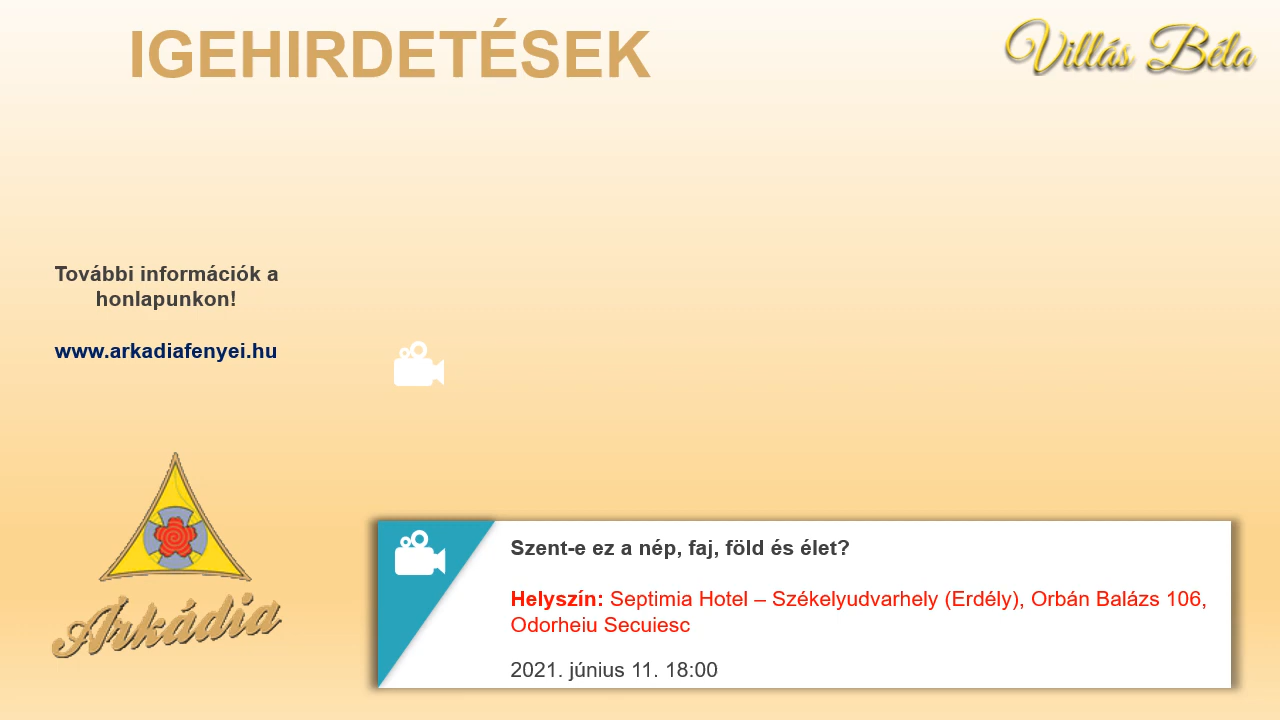 IGEHIRDETÉSEK
Villás Béla
További információk a
honlapunkon!
www.arkadiafenyei.hu
Arkádia
Szent-e ez a nép, faj, föld és élet?
Helyszín: Septimia Hotel – Székelyudvarhely (Erdély), Orbán Balázs 106,
Odorheiu Secuiesc
2021. június 11. 18:00